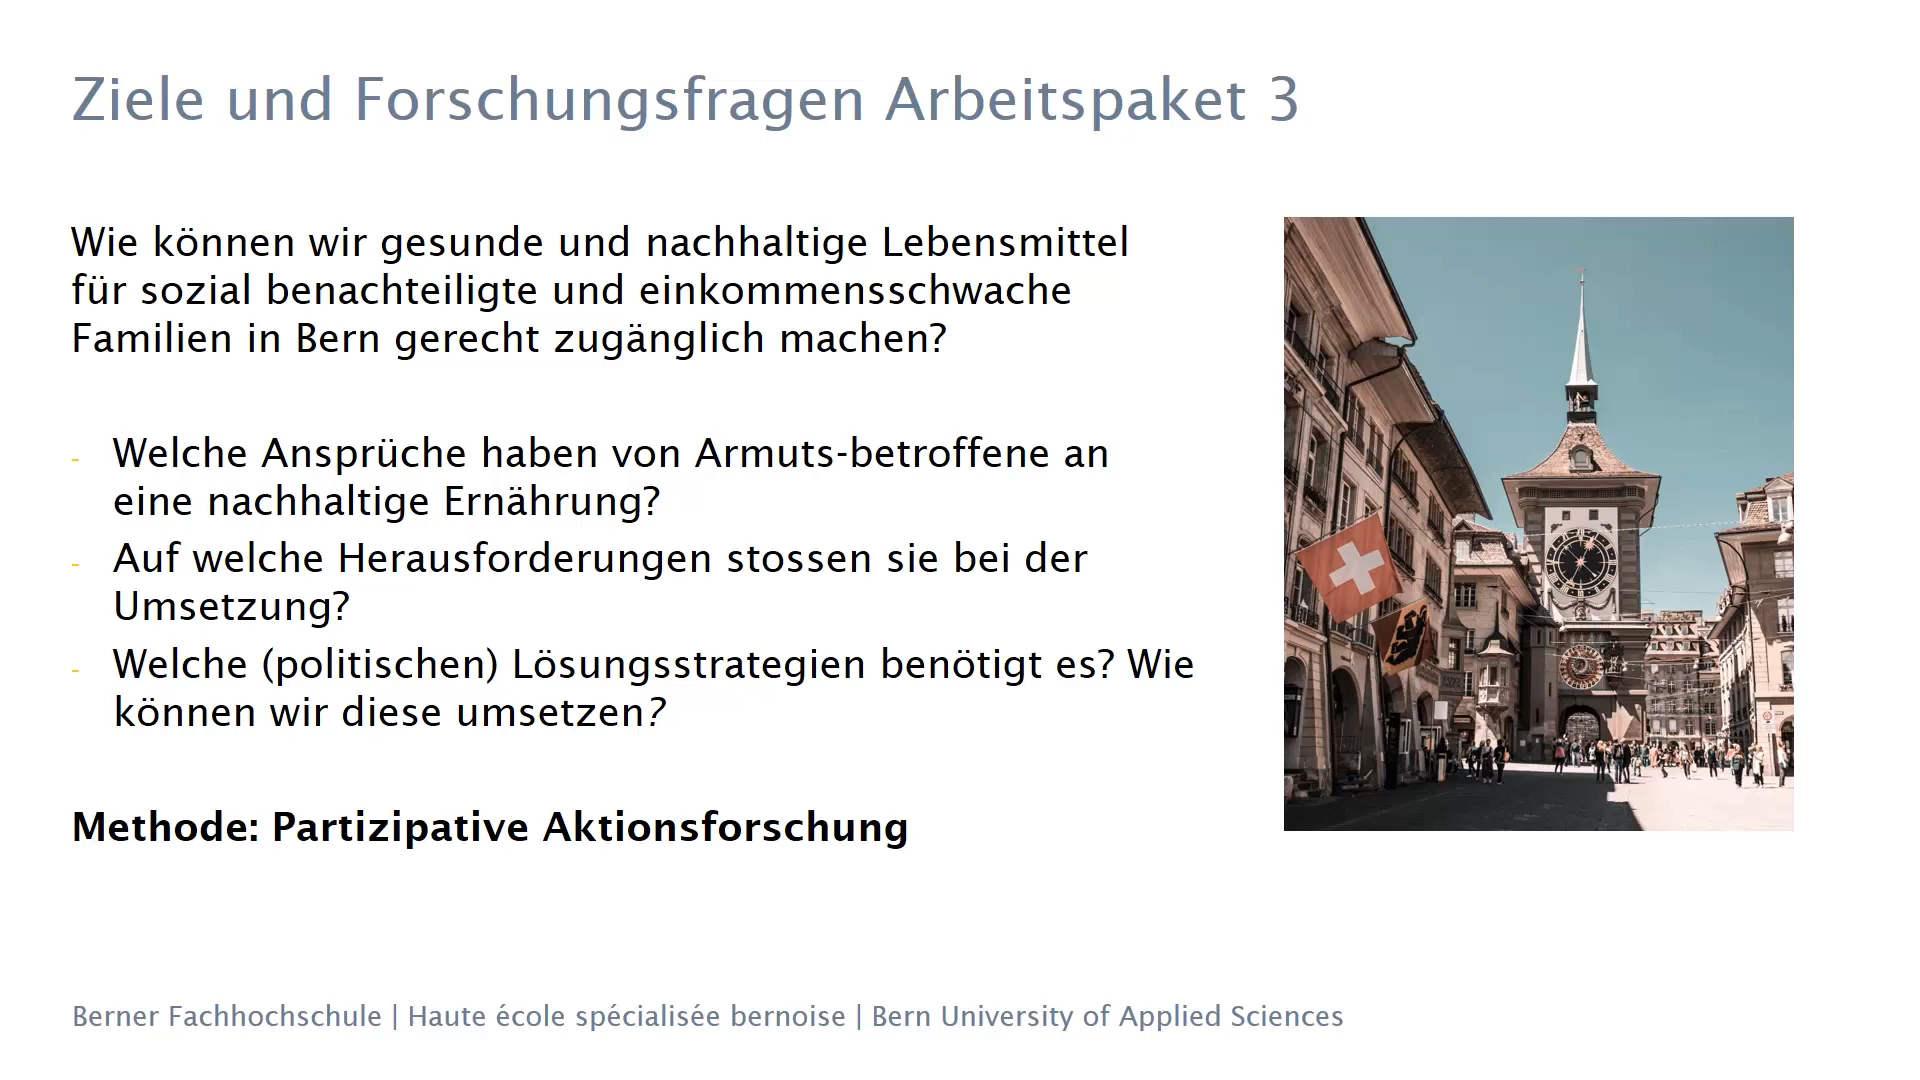 Ziele und Forschungsfragen Arbeitspaket 3
Wie können wir gesunde und nachhaltige Lebensmittel
für sozial benachteiligte und einkommensschwache
Familien in Bern gerecht zugänglich machen?
- Welche Ansprüche haben von Armuts-betroffene an
eine nachhaltige Ernährung?
- Auf welche Herausforderungen stossen sie bei der
Umsetzung?
- Welche (politischen) Lösungsstrategien benötigt es? Wie
können wir diese umsetzen?
Methode: Partizipative Aktionsforschung
Berner Fachhochschule | Haute école spécialisée bernoise | Bern University of Applied Sciences